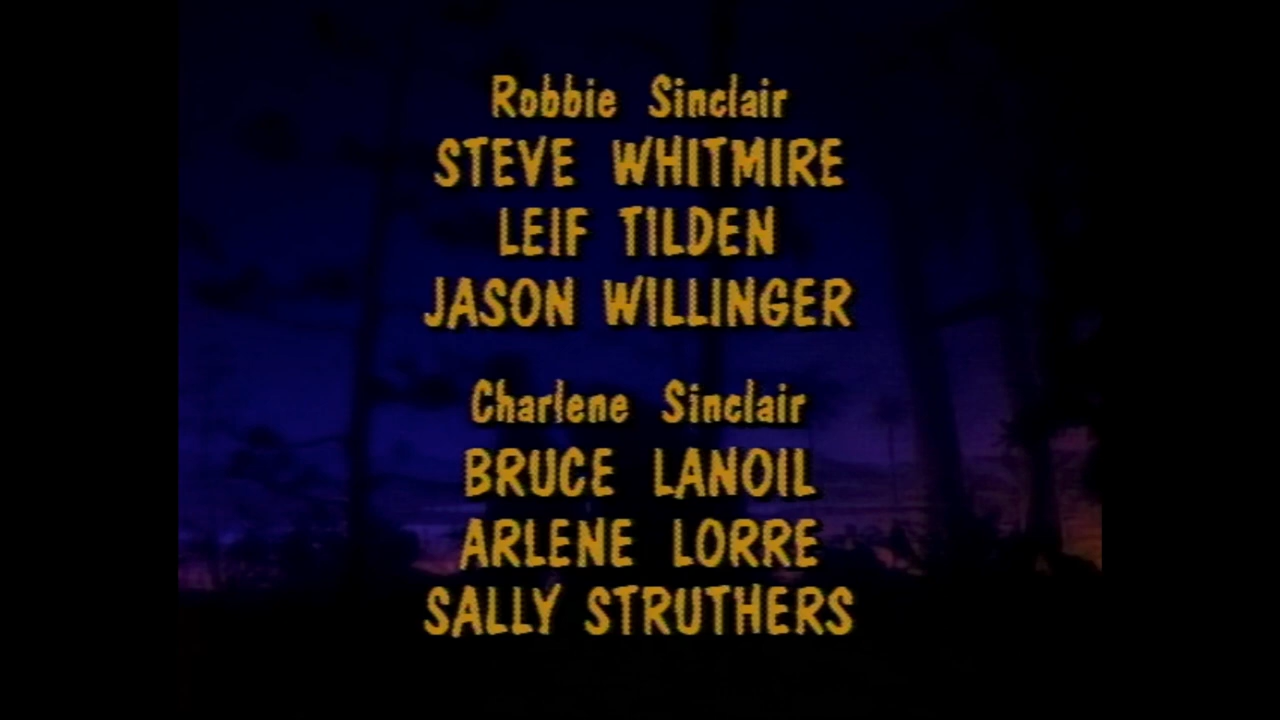 Robbie Sinclair
STEVE WHITMIRE
LEIF TILDEN
JASON WILLINGER
Charlene Sinclair
BRUCE LANOIL
ARLENE LORRE
SALLY STRUTHERS